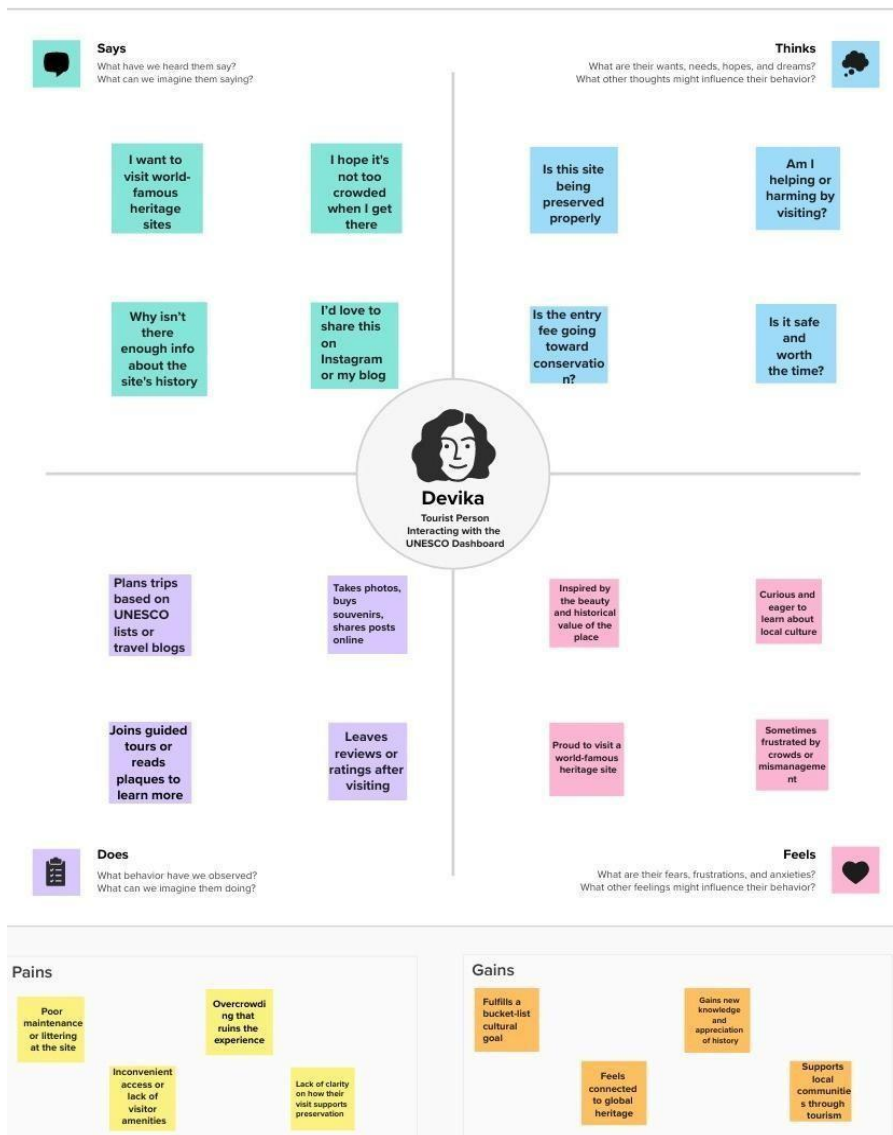 Says
What have we heard them say?
What can we imagine them saying?
Thinks
What are their wants, needs, hopes, and dreams?
What other thoughts might influence their behavior?
I want to
visit world-
famous
heritage
sites
I hope it's
not too
crowded
when I get
there
Is this site
being
preserved
properly
Am I
helping or
harming by
visiting?
Why isn't
there
enough info
about the
site's history
I'd love to
share this
on
Instagram
or my blog
Is the entry
fee going
toward
conservatio
n?
Is it safe
and
worth
the time?
Devika
Tourist Person
Interacting with the
UNESCO Dashboard
Plans trips
based on
UNESCO
lists or
travel blogs
Takes photos,
buys
souvenirs,
shares posts
online
Inspired by
the beauty
and historical
value of the
place
Curious and
eager to
learn about
local culture
Joins guided
tours or
reads
plaques to
learn more
Leaves
reviews or
ratings after
visiting
Proud to visit a
world-famous
heritage site
Sometimes
frustrated by
crowds or
mismanageme
nt
Does
What behavior have we observed?
What can we imagine them doing?
Feels
What are their fears, frustrations, and anxieties?
What other feelings might influence their behavior?
Pains
Poor
maintenance
or littering
at the site
Overcrowdi
ng that
ruins the
experience
Inconvenient
access or
lack of
visitor
amenities
Lack of clarity
on how their
visit supports
preservation
Gains
Fulfills a
bucket-list
cultural
goal
Gains new
knowledge
and
appreciation
of history
Feels
connected
to global
heritage
Supports
local
communitie
s through
tourism